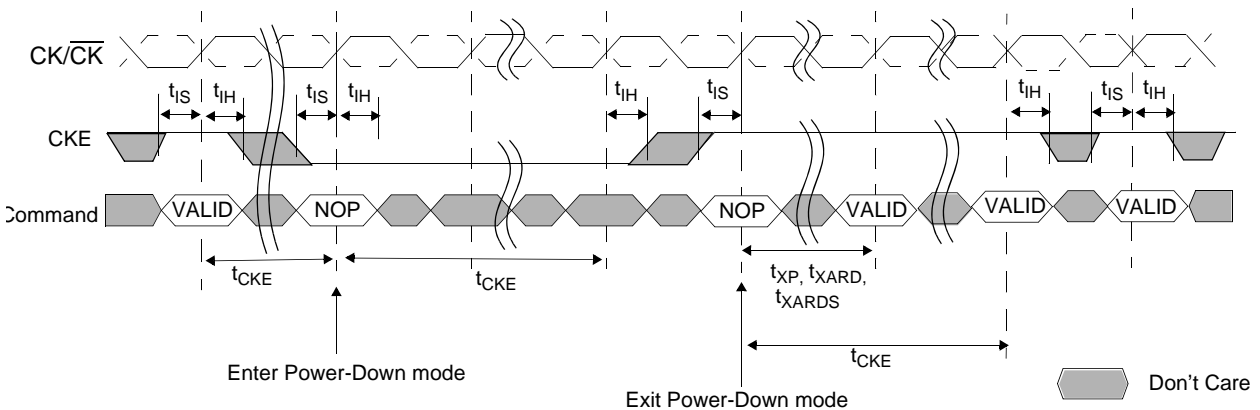 CK/CK
tIS tIH tIS tIH tIH tIS tIH tIS tIH
CKE
Command VALID NOP NOP VALID VALID VALID
tCKE tCKE tXP, tXARD,
tXARDS
tCKE
Enter Power-Down mode
Exit Power-Down mode
Don't Care